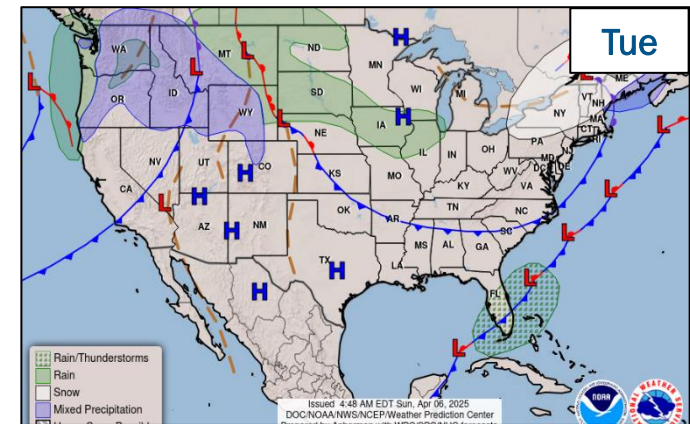 Tue
WA
MT
ND
MN
ME
OR
ID
WY
SD
WI
MI
VT
NH
NY
MA
CT
RI
IA
NE
PA
NJ
NV
UT
CO
IL
IN
OH
MD
DE
DC
WV
VA
CA
KS
MO
KY
AZ
NM
OK
AR
TN
NC
SC
TX
LA
MS
AL
GA
FL
H
H
H
H
H
H
H
L
L
L
L
L
L
L
L
L
L
L
Rain/Thunderstorms
Rain
Snow
Mixed Precipitation
Issued 4:48 AM EDT Sun, Apr 06, 2025
DOC/NOAA/NWS/NCEP/Weather Prediction Center
NOAA